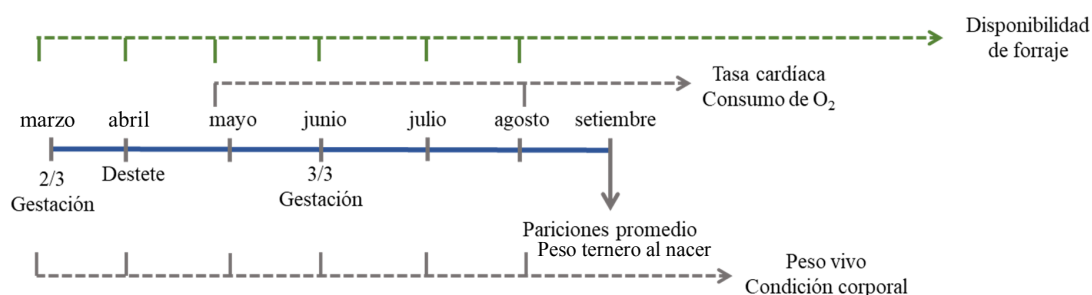 Disponibilidad
de forraje
Tasa cardíaca
Consumo de O₂
marzo abril mayo junio julio agosto setiembre
2/3
Gestación
Destete
3/3
Gestación
Pariciones promedio
Peso ternero al nacer
Peso vivo
Condición corporal